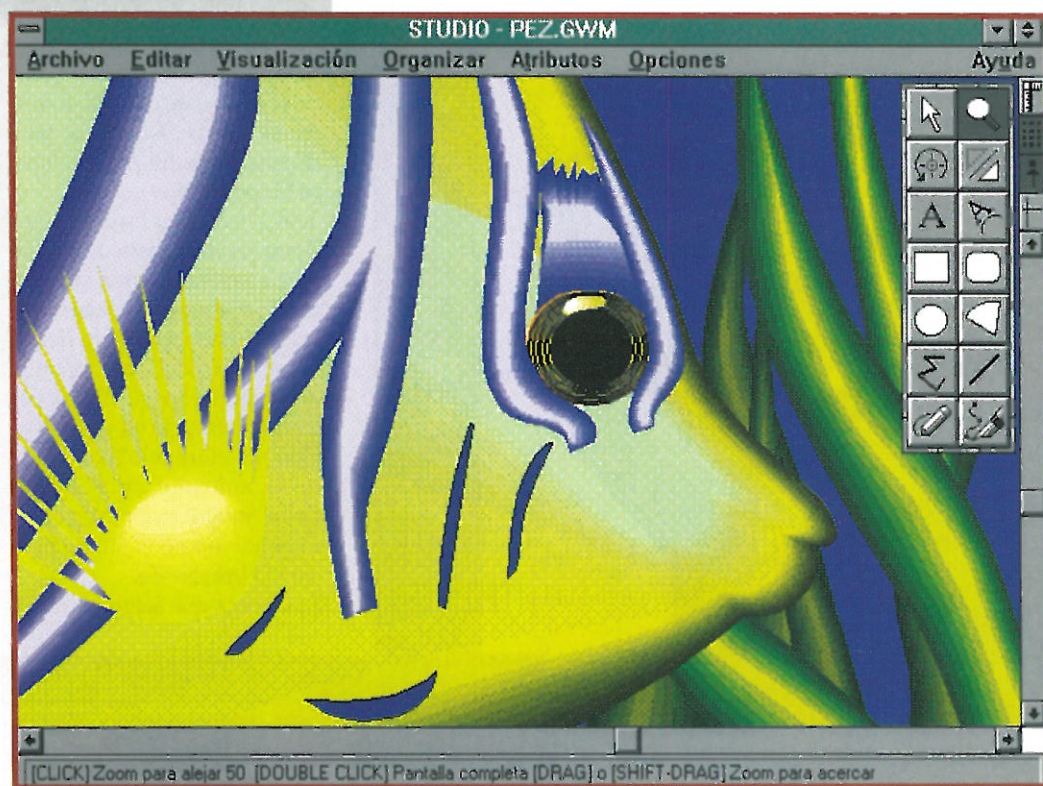 STUDIO - PEZ.GWM
Archivo Editar Visualización Organizar Atributos Opciones Ayuda
A
[CLICK] Zoom para alejar 50 [DOUBLE CLICK] Pantalla completa [DRAG] o [SHIFT-DRAG] Zoom para acercar